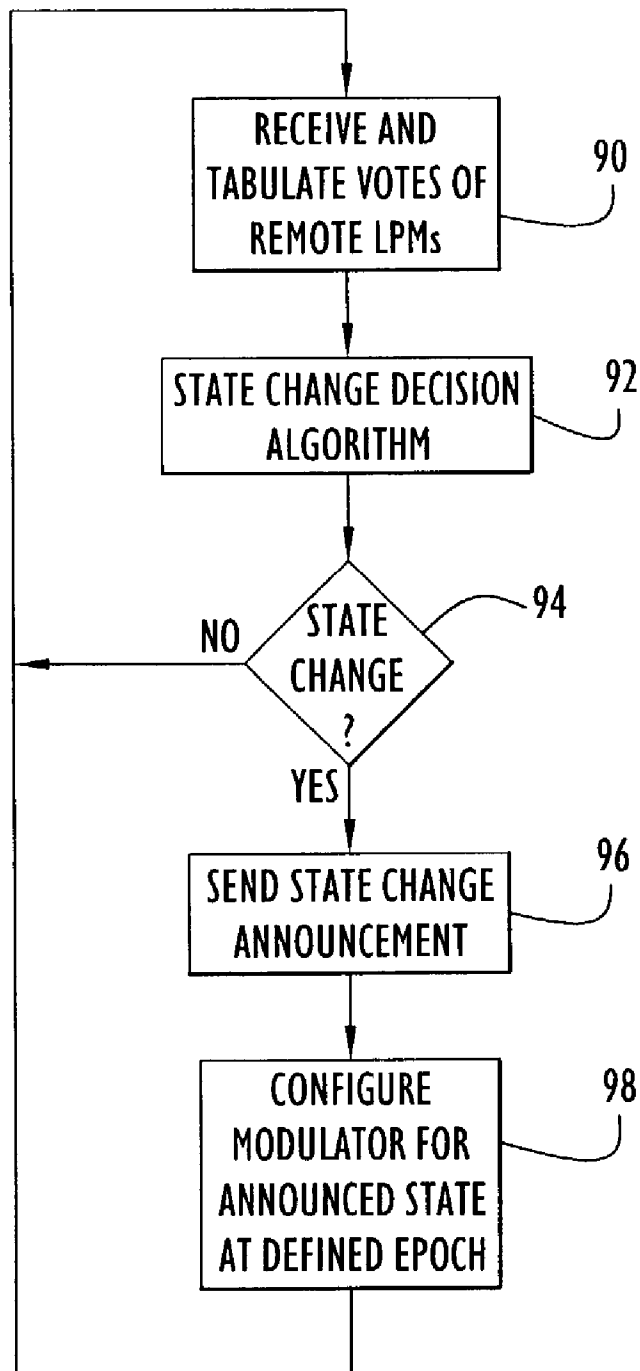 RECEIVE AND
TABULATE VOTES OF
REMOTE LPMs
90
STATE CHANGE DECISION
ALGORITHM
92
STATE
CHANGE
?
94
NO
YES
SEND STATE CHANGE
ANNOUNCEMENT
96
CONFIGURE
MODULATOR FOR
ANNOUNCED STATE
AT DEFINED EPOCH
98